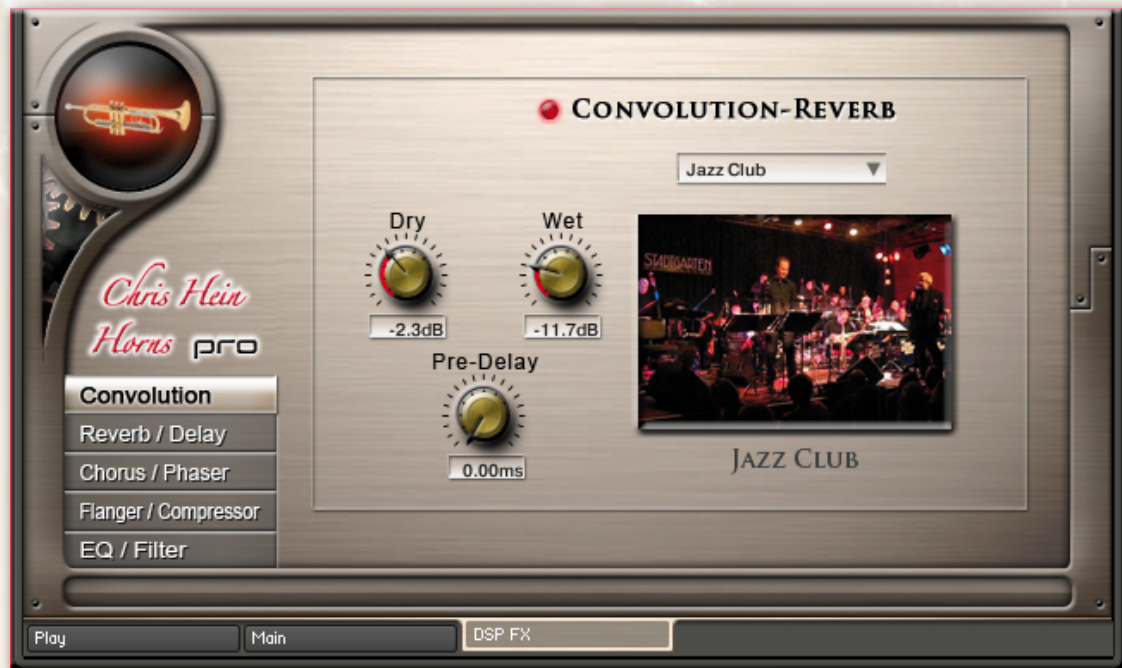 CONVOLUTION-REVERB
Jazz Club
Dry
Wet
-2.3dB
-11.7dB
Pre-Delay
0.00ms
STADTGARTEN
JAZZ CLUB
Chris Hein
Horns pro
Convolution
Reverb / Delay
Chorus / Phaser
Flanger / Compressor
EQ / Filter
Play
Main
DSP FX